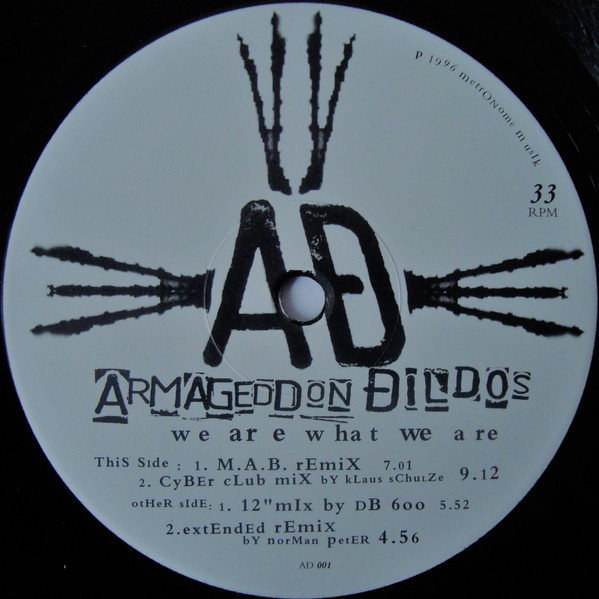 P 1996 metrONome musIk
33
RPM
AÐ
ARMAGEDDON ÐILDOS
we are what we are
ThiS SIde : 1. M.A.B. rEmiX 7.01
2. CyBEr cLub miX bY kLaus sChuLZe 9.12
otHeR sIdE: 1. 12"mIx by DB 600 5.52
2.extEndEd rEmix
bY norMan petER 4.56
AD 001